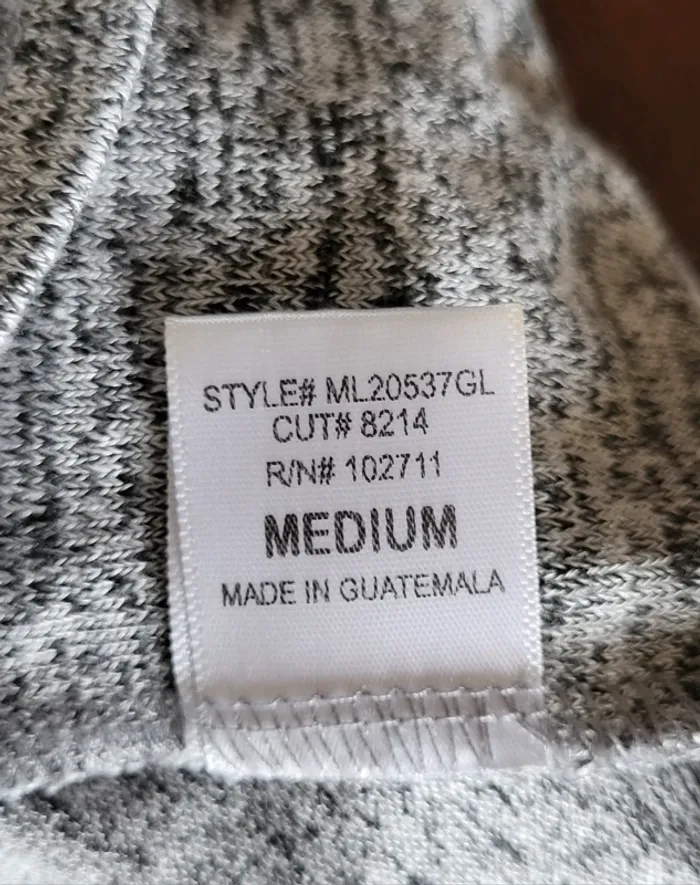 STYLE# ML20537GL
CUT# 8214
R/N# 102711
MEDIUM
MADE IN GUATEMALA